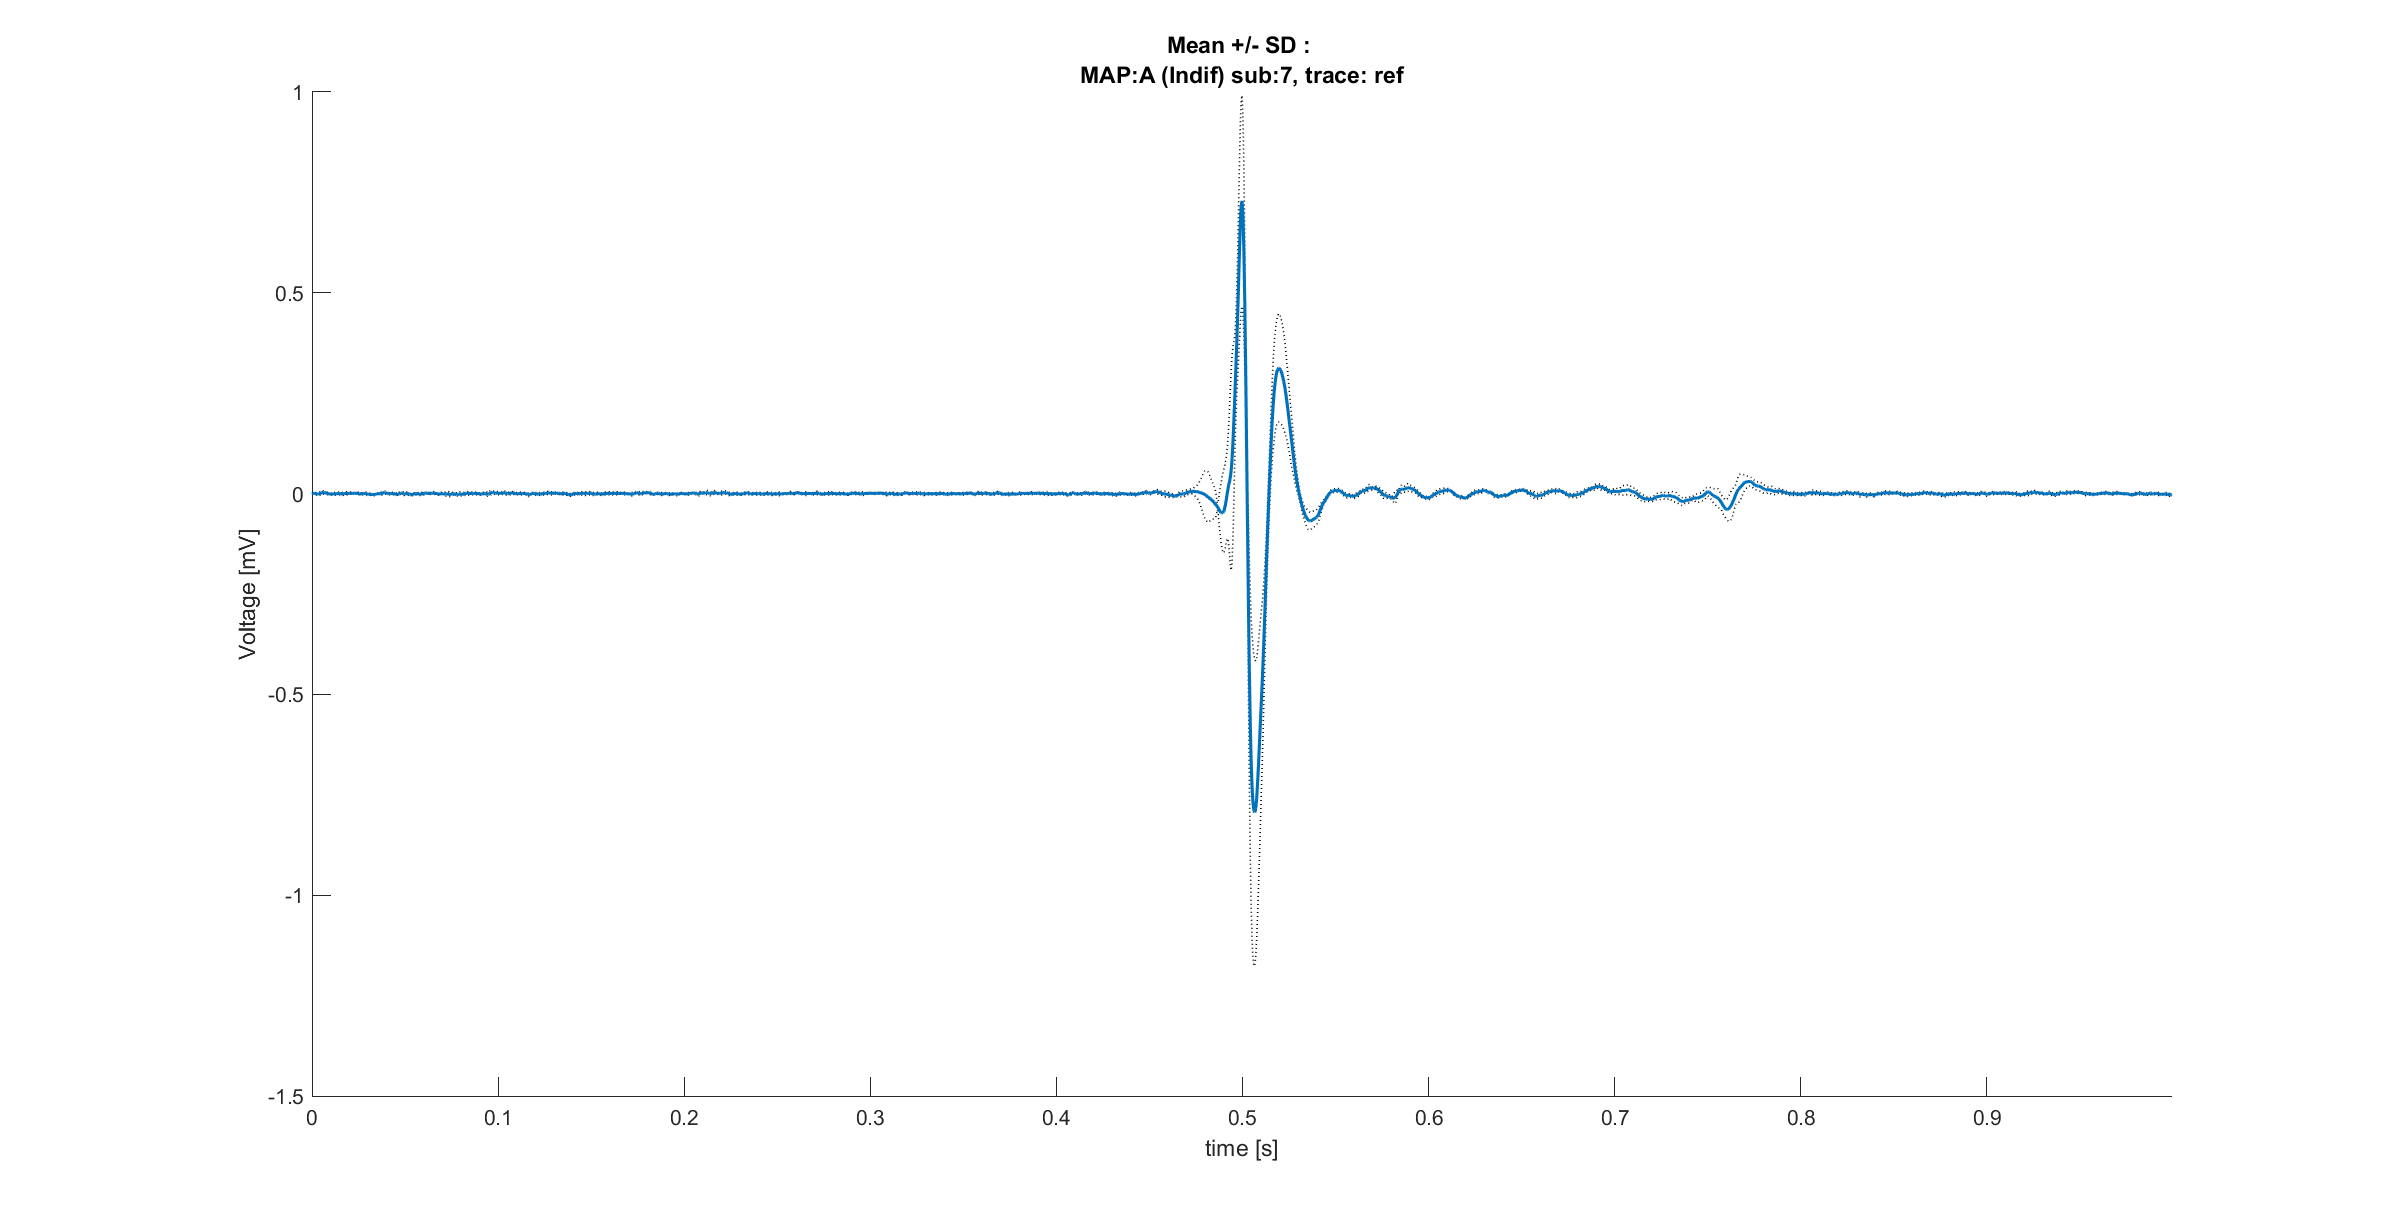 Mean +/- SD :
MAP:A (Indif) sub:7, trace: ref
1
0.5
0
-0.5
-1
-1.5
Voltage [mV]
0 0.1 0.2 0.3 0.4 0.5 0.6 0.7 0.8 0.9
time [s]